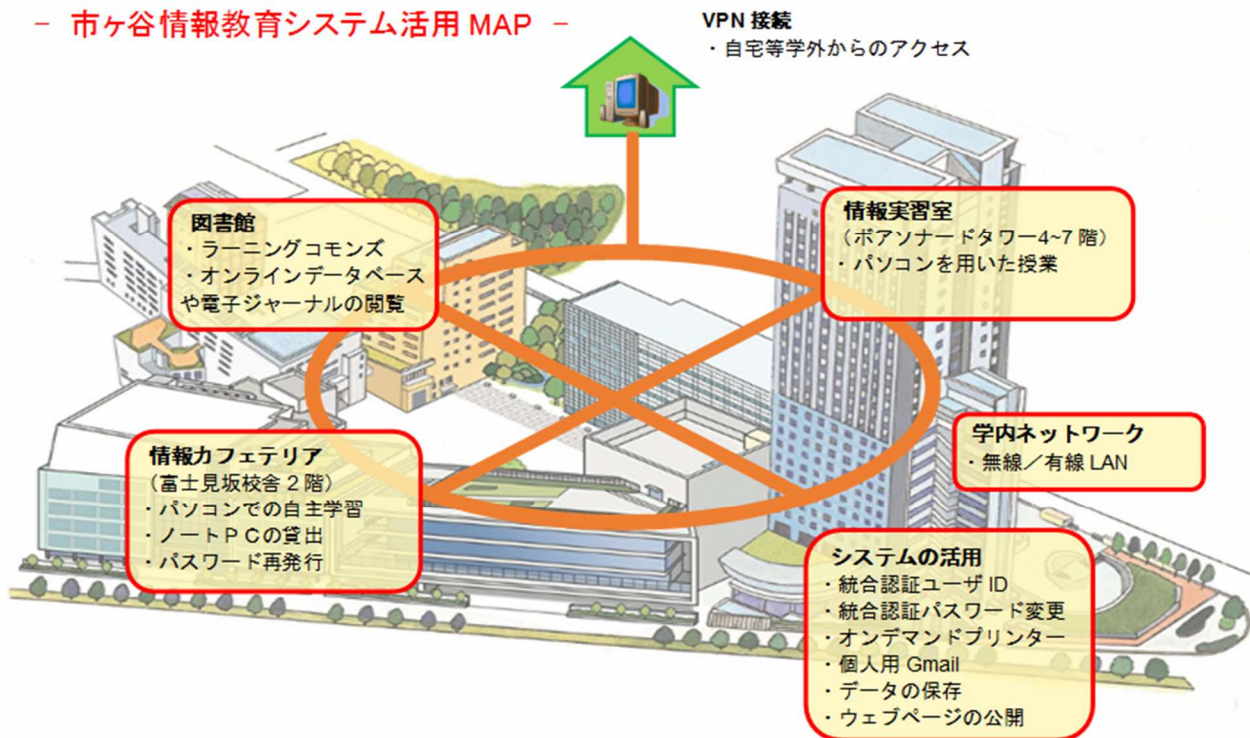 － 市ヶ谷情報教育システム活用 MAP －
VPN 接続
・自宅等学外からのアクセス
図書館
・ラーニングコモンズ
・オンラインデータベース
や電子ジャーナルの閲覧
情報実習室
（ボアソナードタワー4~7 階）
・パソコンを用いた授業
情報カフェテリア
（富士見坂校舎 2 階）
・パソコンでの自主学習
・ノートＰＣの貸出
・パスワード再発行
学内ネットワーク
・無線／有線 LAN
システムの活用
・統合認証ユーザ ID
・統合認証パスワード変更
・オンデマンドプリンター
・個人用 Gmail
・データの保存
・ウェブページの公開